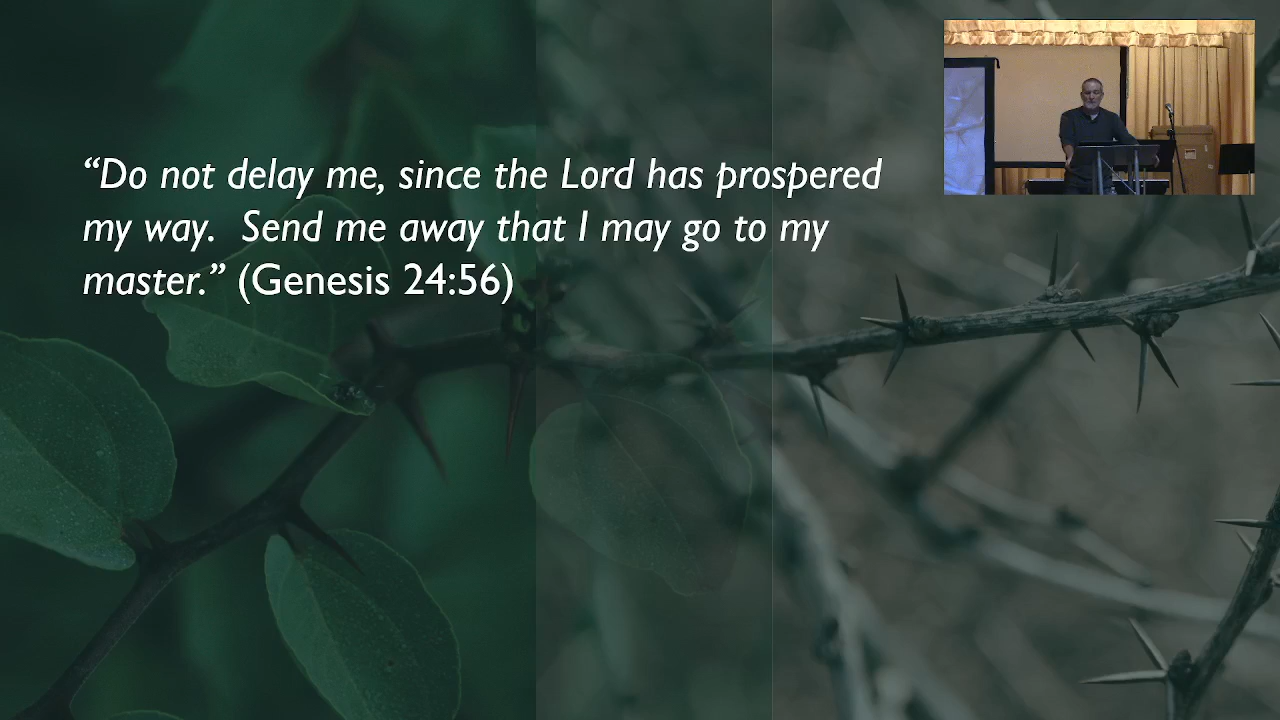 “Do not delay me, since the Lord has prospered
my way.  Send me away that I may go to my
master.” (Genesis 24:56)